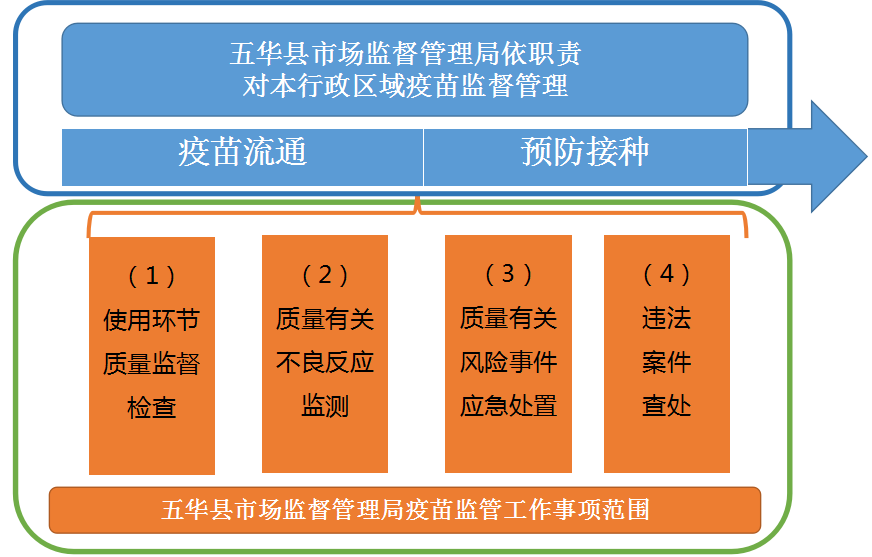 五华县市场监督管理局依职责
对本行政区域疫苗监督管理
疫苗流通
预防接种
（1）
使用环节
质量监督
检查
（2）
质量有关
不良反应
监测
（3）
质量有关
风险事件
应急处置
（4）
违法
案件
查处
五华县市场监督管理局疫苗监管工作事项范围